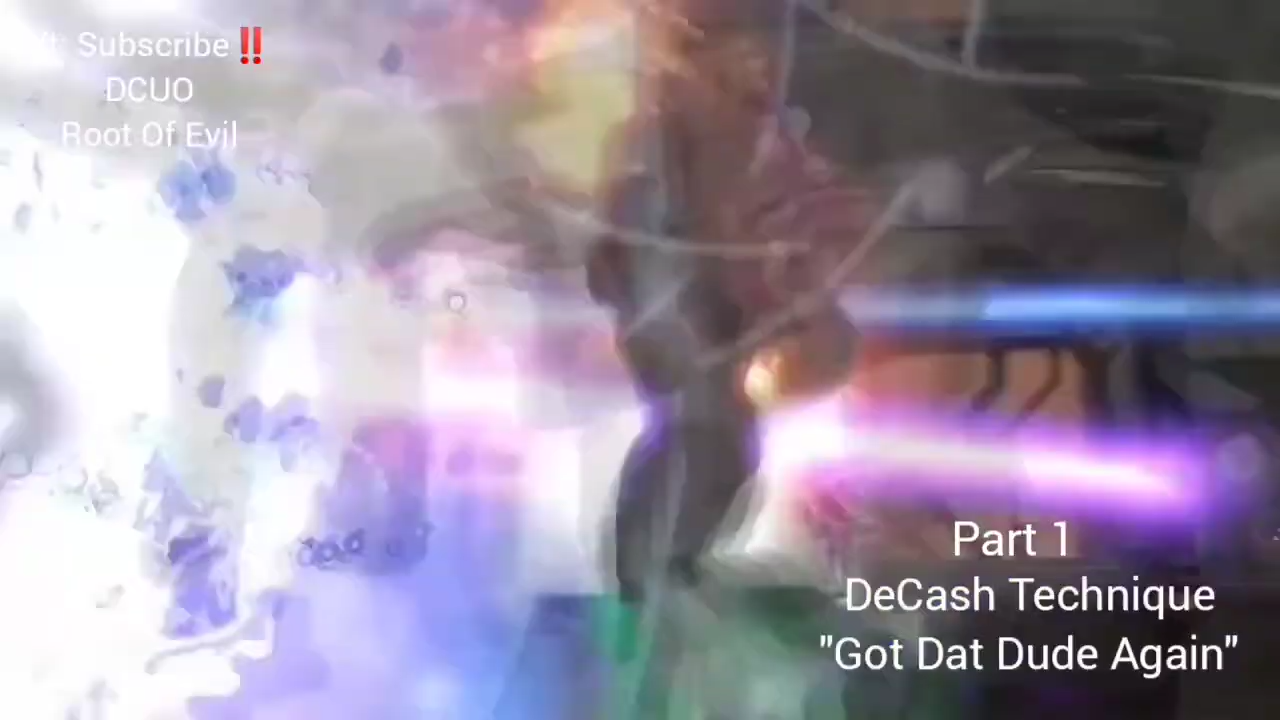 Subscribe‼️
DCUO
Root Of Evil
Part 1
DeCash Technique
"Got Dat Dude Again"